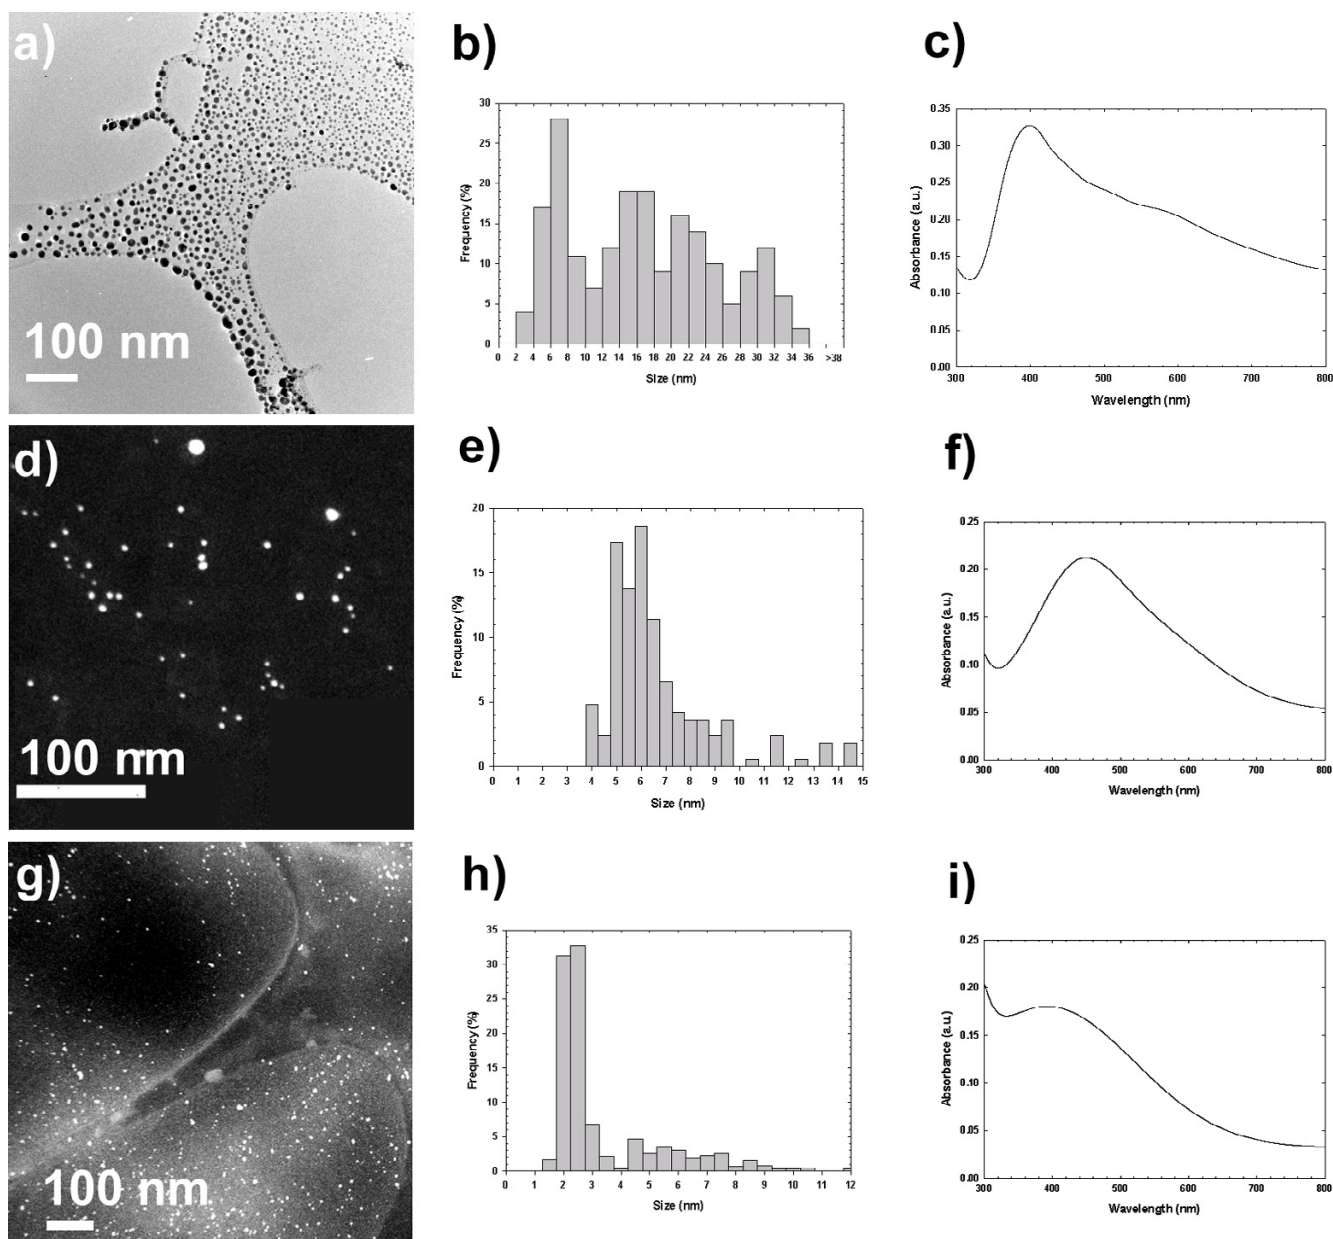 a)
100 nm
b)
30
25
20
15
10
5
0
Frequency (%)
0 2 4 6 8 10 12 14 16 18 20 22 24 26 28 30 32 34 36 >38
Size (nm)
c)
0.35
0.30
0.25
0.20
0.15
0.10
0.05
0.00
Absorbance (a.u.)
300 400 500 600 700 800
Wavelength (nm)
d)
100 nm
e)
20
15
10
5
0
Frequency (%)
0 1 2 3 4 5 6 7 8 9 10 11 12 13 14 15
Size (nm)
f)
0.25
0.20
0.15
0.10
0.05
0.00
Absorbance (a.u.)
300 400 500 600 700 800
Wavelength (nm)
g)
100 nm
h)
35
30
25
20
15
10
5
0
Frequency (%)
0 1 2 3 4 5 6 7 8 9 10 11 12
Size (nm)
i)
0.25
0.20
0.15
0.10
0.05
0.00
Absorbance (a.u.)
300 400 500 600 700 800
Wavelength (nm)